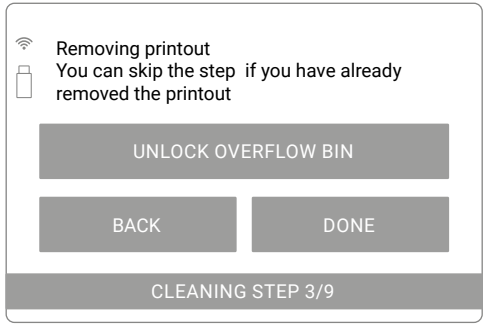 Removing printout
You can skip the step if you have already
removed the printout
UNLOCK OVERFLOW BIN
BACK
DONE
CLEANING STEP 3/9